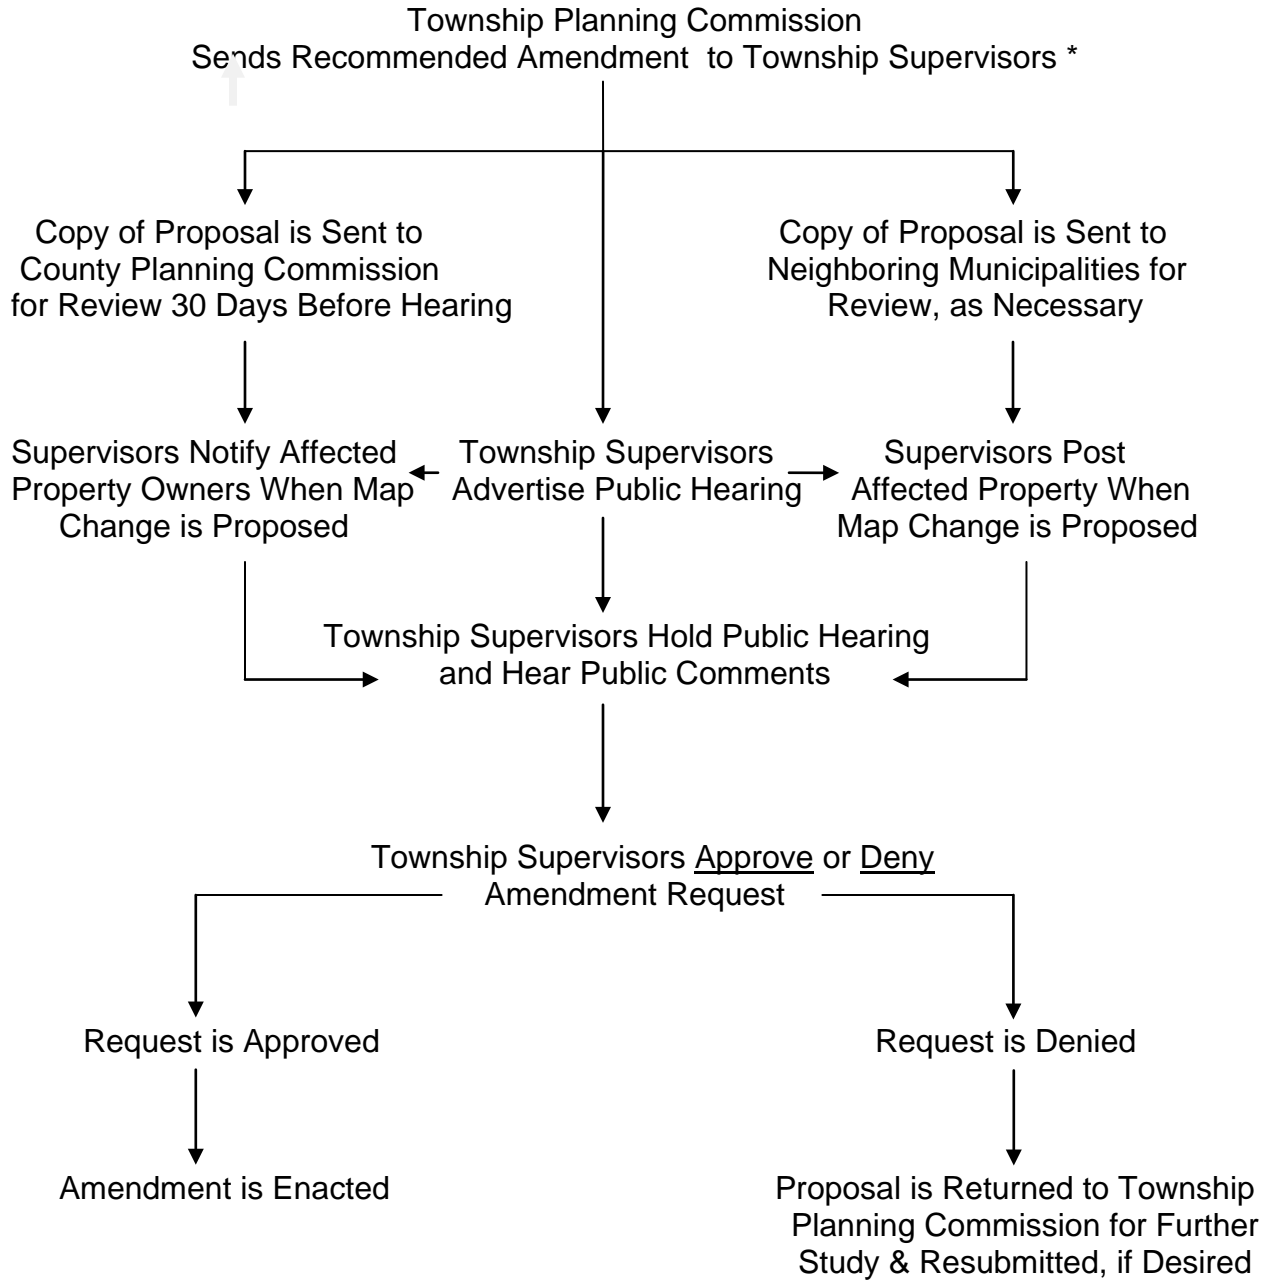 Township Planning Commission
Sends Recommended Amendment to Township Supervisors *
Copy of Proposal is Sent to
County Planning Commission
for Review 30 Days Before Hearing
Copy of Proposal is Sent to
Neighboring Municipalities for
Review, as Necessary
Supervisors Notify Affected
Property Owners When Map
Change is Proposed
Township Supervisors
Advertise Public Hearing
Supervisors Post
Affected Property When
Map Change is Proposed
Township Supervisors Hold Public Hearing
and Hear Public Comments
Township Supervisors Approve or Deny
Amendment Request
Request is Approved
Request is Denied
Amendment is Enacted
Proposal is Returned to Township
Planning Commission for Further
Study & Resubmitted, if Desired